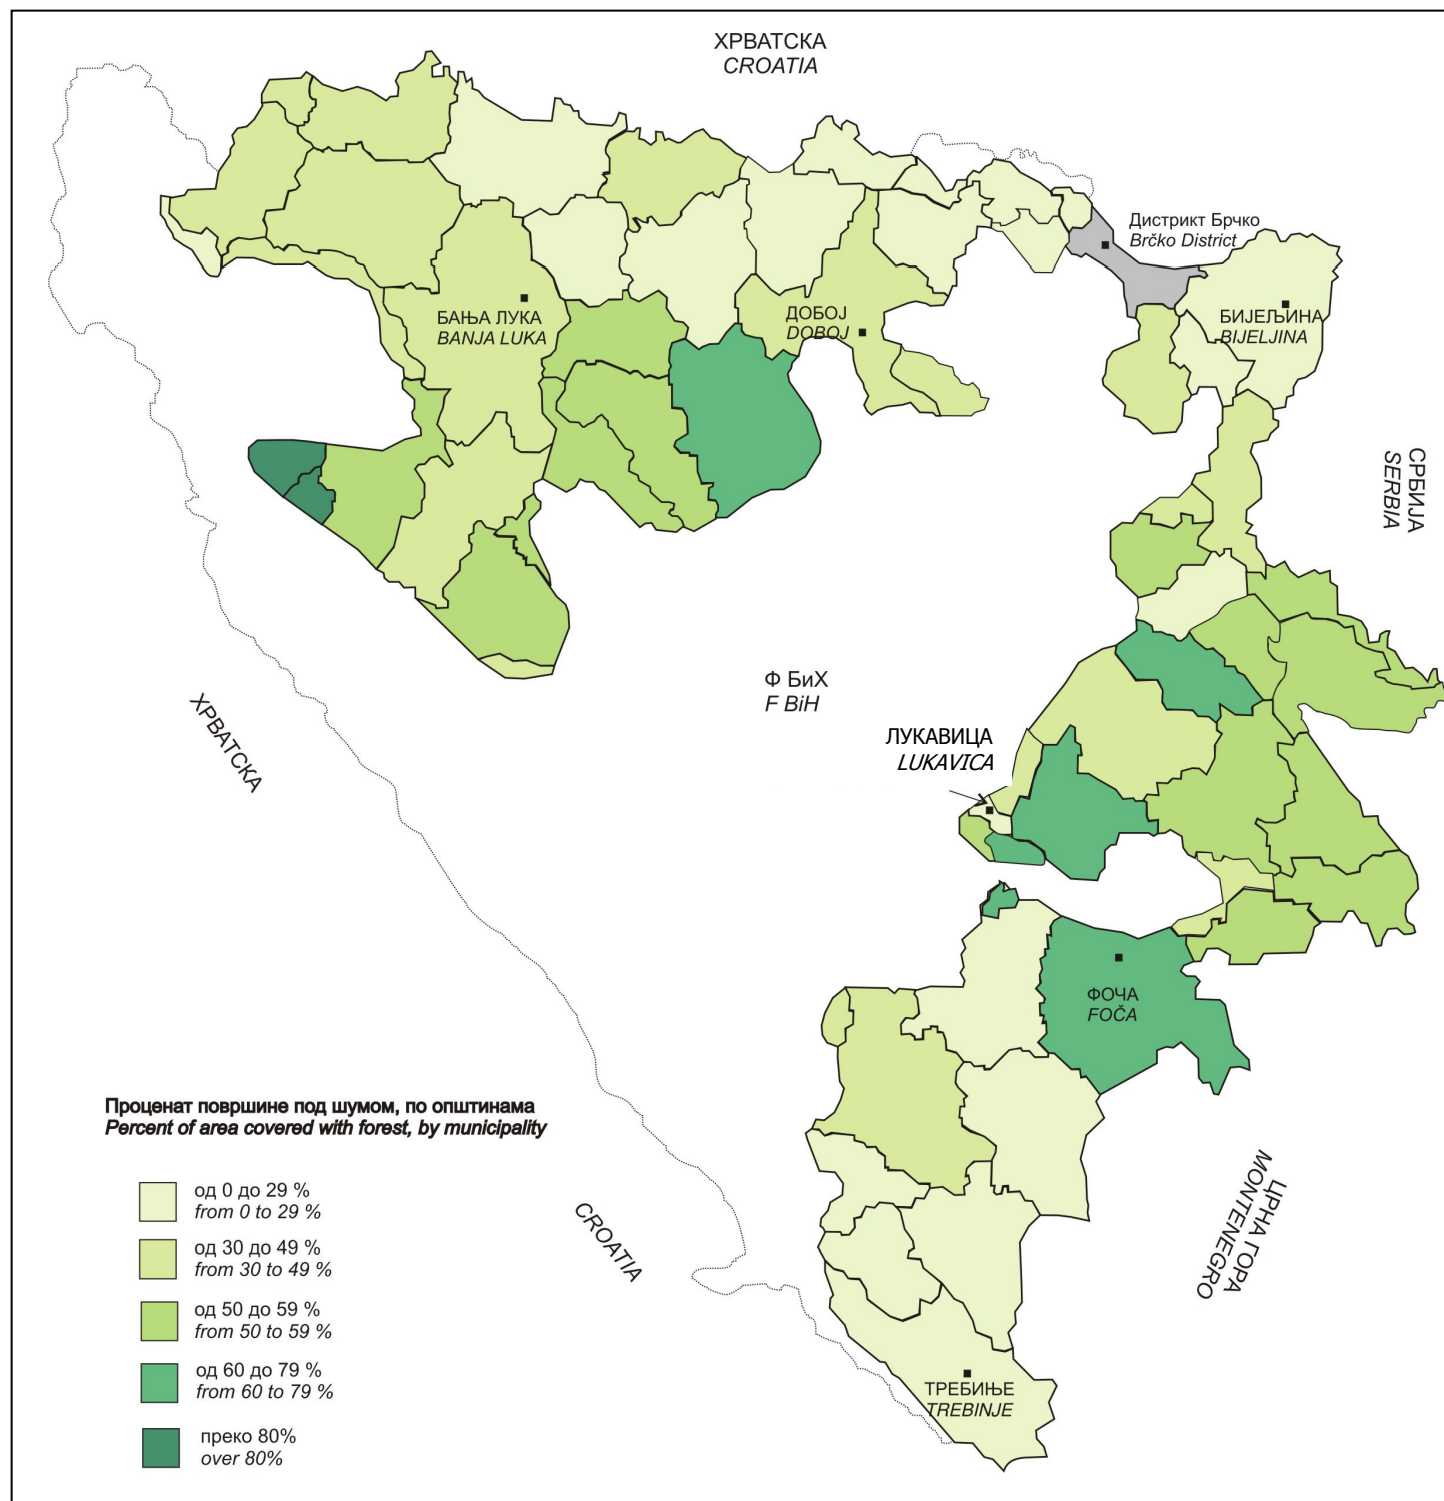 ХРВАТСКА
CROATIA
Дистрикт Брчко
Brčko District
БАЊА ЛУКА
BANJA LUKA
ДОБОЈ
DOBOJ
БИЈЕЉИНА
BIJELJINA
СРБИЈА
SERBIA
Ф БиХ
F BiH
ХРВАТСКА
ЛУКАВИЦА
LUKAVICA
ФОЧА
FOČA
Проценат површине под шумом, по општинама
Percent of area covered with forest, by municipality
од 0 до 29 %
from 0 to 29 %
од 30 до 49 %
from 30 to 49 %
од 50 до 59 %
from 50 to 59 %
од 60 до 79 %
from 60 to 79 %
преко 80%
over 80%
CROATIA
ЦРНА ГОРА
MONTENEGRO
ТРЕБИЊЕ
TREBINJE